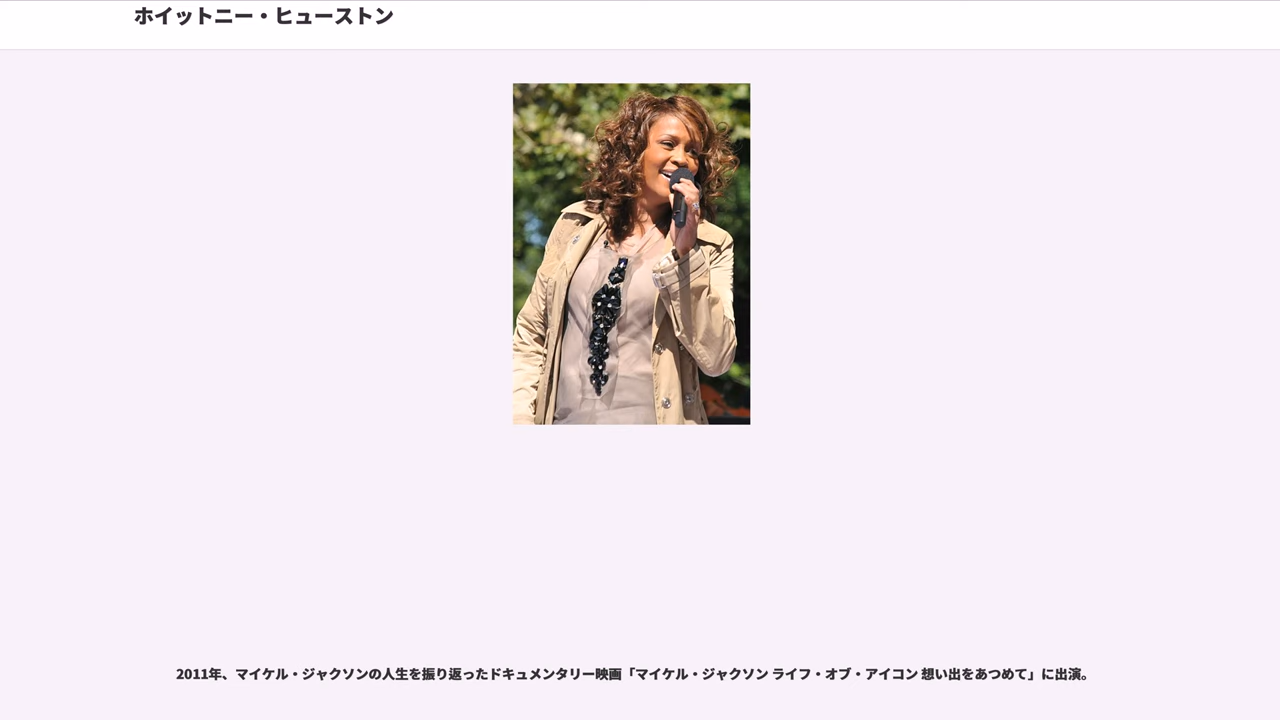 ホイットニー・ヒューストン
2011年、マイケル・ジャクソンの人生を振り返ったドキュメンタリー映画「マイケル・ジャクソン ライフ・オブ・アイコン 想い出をあつめて」に出演。